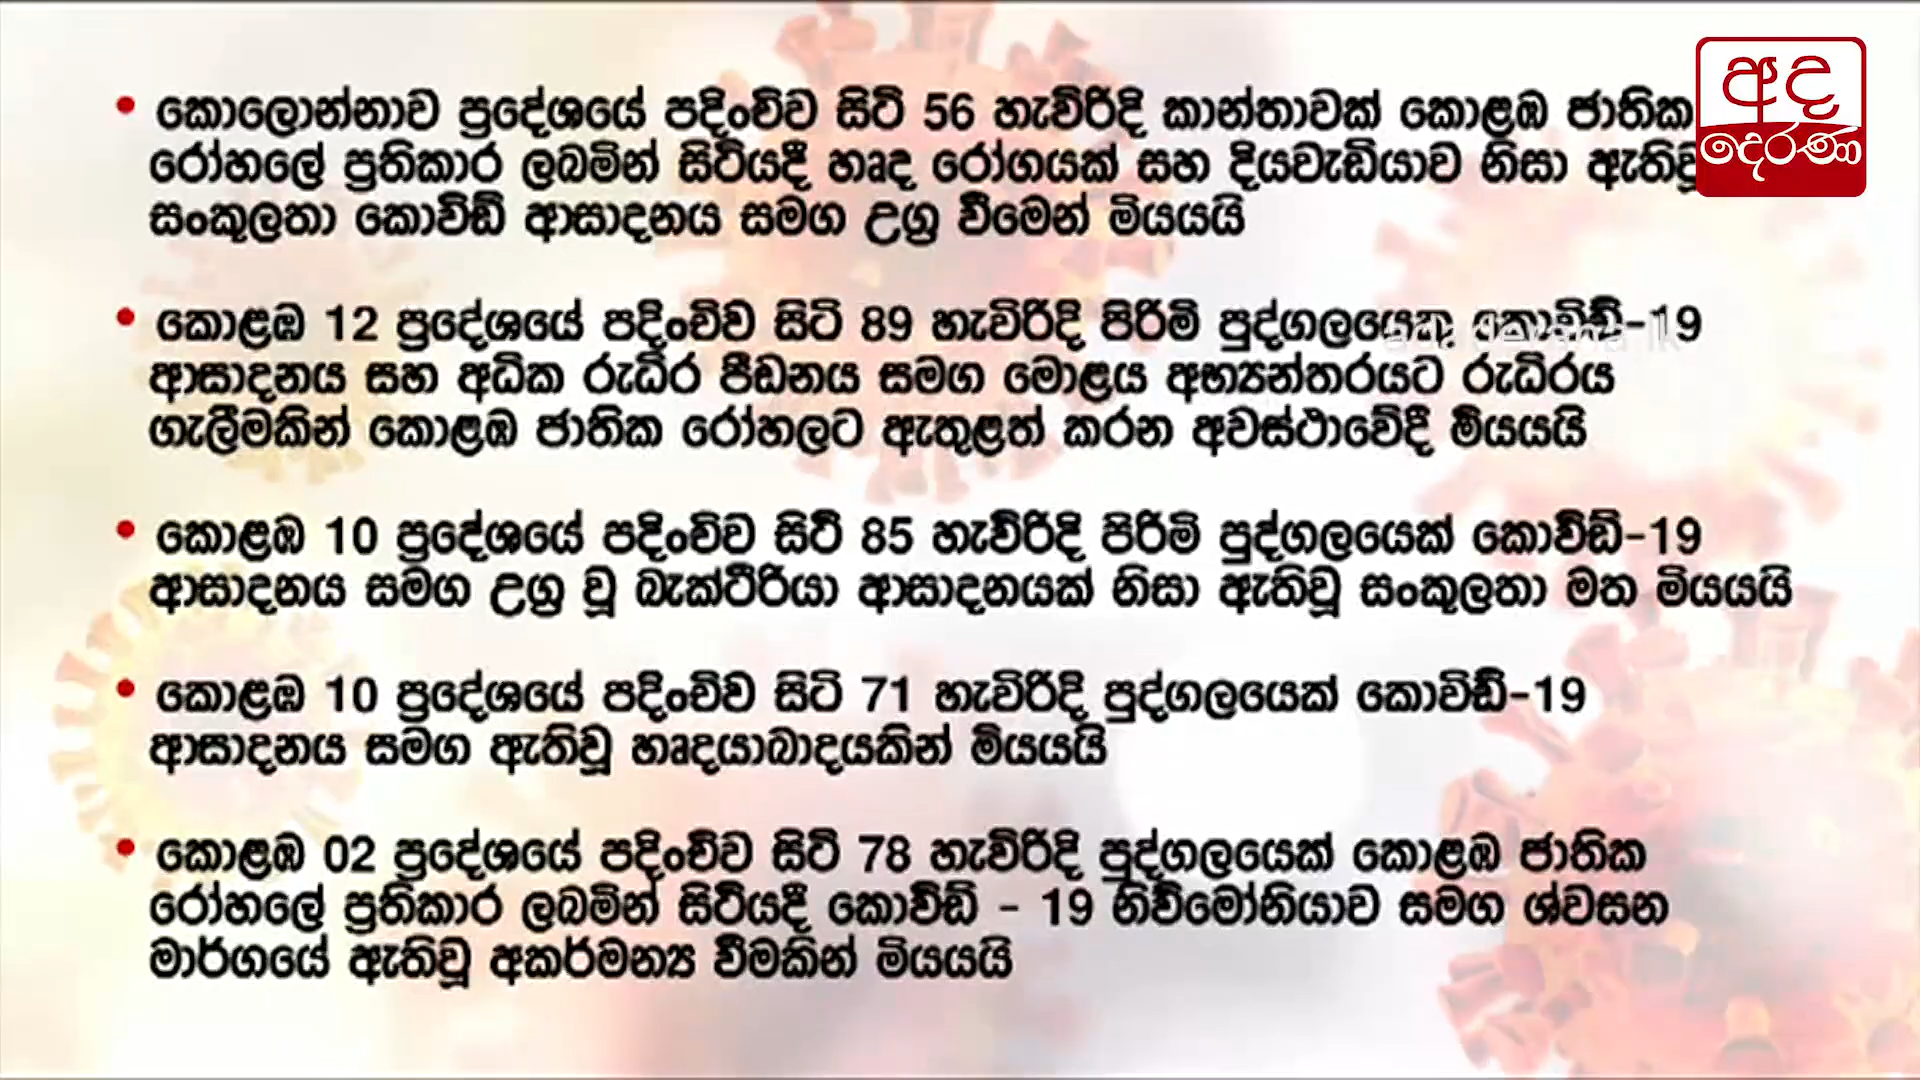 අද
දෙරණ
• කොලොන්නාව ප්‍රදේශයේ පදිංචිව සිටි 56 හැවිරිදි කාන්තාවක් කොළඹ ජාතික
රෝහලේ ප්‍රතිකාර ලබමින් සිටියදී හෘද රෝගයක් සහ දියවැඩියාව නිසා ඇතිවූ
සංකූලතා කොවිඩ් ආසාදනය සමග උග්‍ර වීමෙන් මියයයි
• කොළඹ 12 ප්‍රදේශයේ පදිංචිව සිටි 89 හැවිරිදි පිරිමි පුද්ගලයෙකු කොවිඩ්-19
ආසාදනය සහ අධික රුධිර පීඩනය සමග මොළය අභ්‍යන්තරයට රුධිරය
ගැලීමකින් කොළඹ ජාතික රෝහලට ඇතුළත් කරන අවස්ථාවේදී මියයයි
• කොළඹ 10 ප්‍රදේශයේ පදිංචිව සිටි 85 හැවිරිදි පිරිමි පුද්ගලයෙක් කොවිඩ්-19
ආසාදනය සමග උග්‍ර වූ බැක්ටීරියා ආසාදනයක් නිසා ඇතිවූ සංකූලතා මත මියයයි
• කොළඹ 10 ප්‍රදේශයේ පදිංචිව සිටි 71 හැවිරිදි පුද්ගලයෙක් කොවිඩ්-19
ආසාදනය සමග ඇතිවූ හෘදයාබාදයකින් මියයයි
• කොළඹ 02 ප්‍රදේශයේ පදිංචිව සිටි 78 හැවිරිදි පුද්ගලයෙක් කොළඹ ජාතික
රෝහලේ ප්‍රතිකාර ලබමින් සිටියදී කොවිඩ් - 19 නිව්මෝනියාව සමග ශ්වසන
මාර්ගයේ ඇතිවූ අකර්මන්‍ය වීමකින් මියයයි